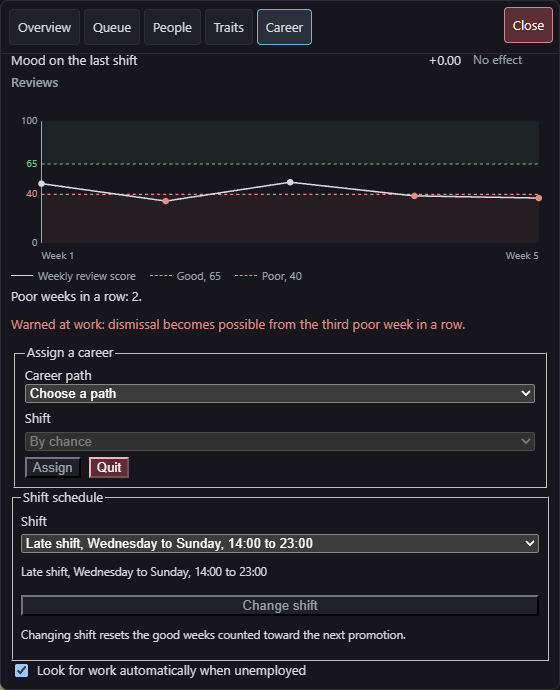 Overview
Queue
People
Traits
Career
Close
Mood on the last shift
+0.00
No effect
Reviews
100
65
40
0
Week 1
Week 5
Weekly review score
Good, 65
Poor, 40
Poor weeks in a row: 2.
Warned at work: dismissal becomes possible from the third poor week in a row.
Assign a career
Career path
Choose a path
Shift
By chance
Assign
Quit
Shift schedule
Shift
Late shift, Wednesday to Sunday, 14:00 to 23:00
Late shift, Wednesday to Sunday, 14:00 to 23:00
Change shift
Changing shift resets the good weeks counted toward the next promotion.
Look for work automatically when unemployed